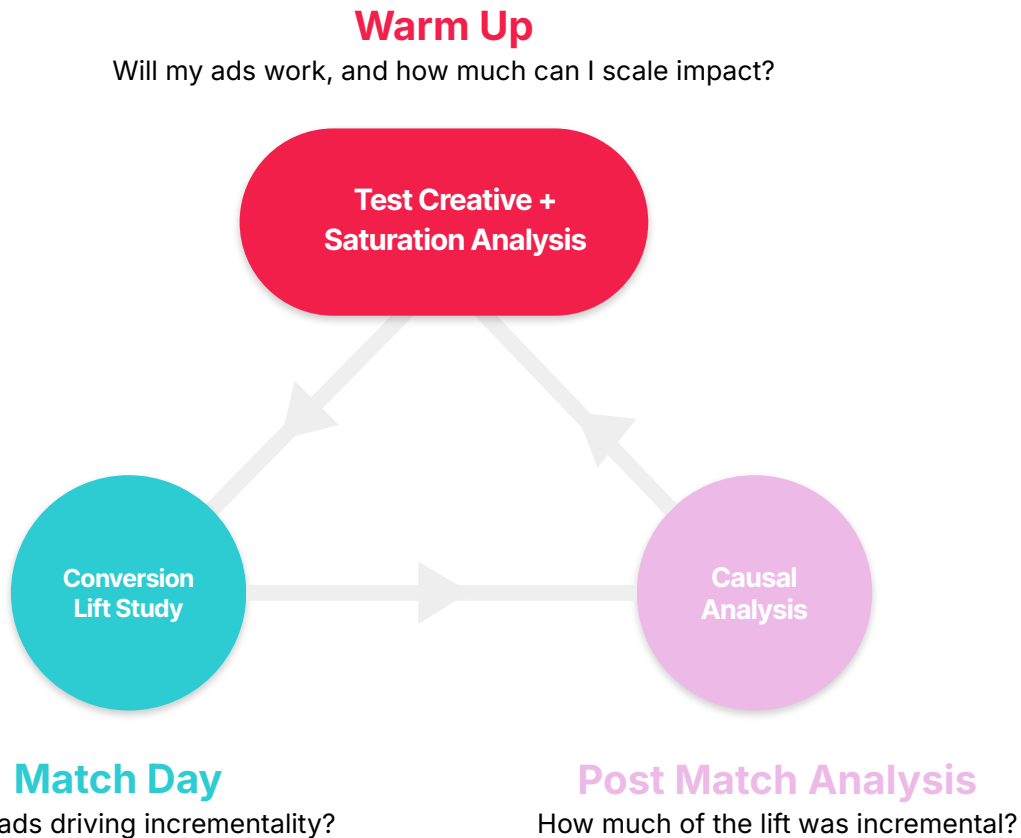 Warm Up
Will my ads work, and how much can I scale impact?
Test Creative +
Saturation Analysis
Conversion
Lift Study
Causal
Analysis
Match Day
ads driving incrementality?
Post Match Analysis
How much of the lift was incremental?